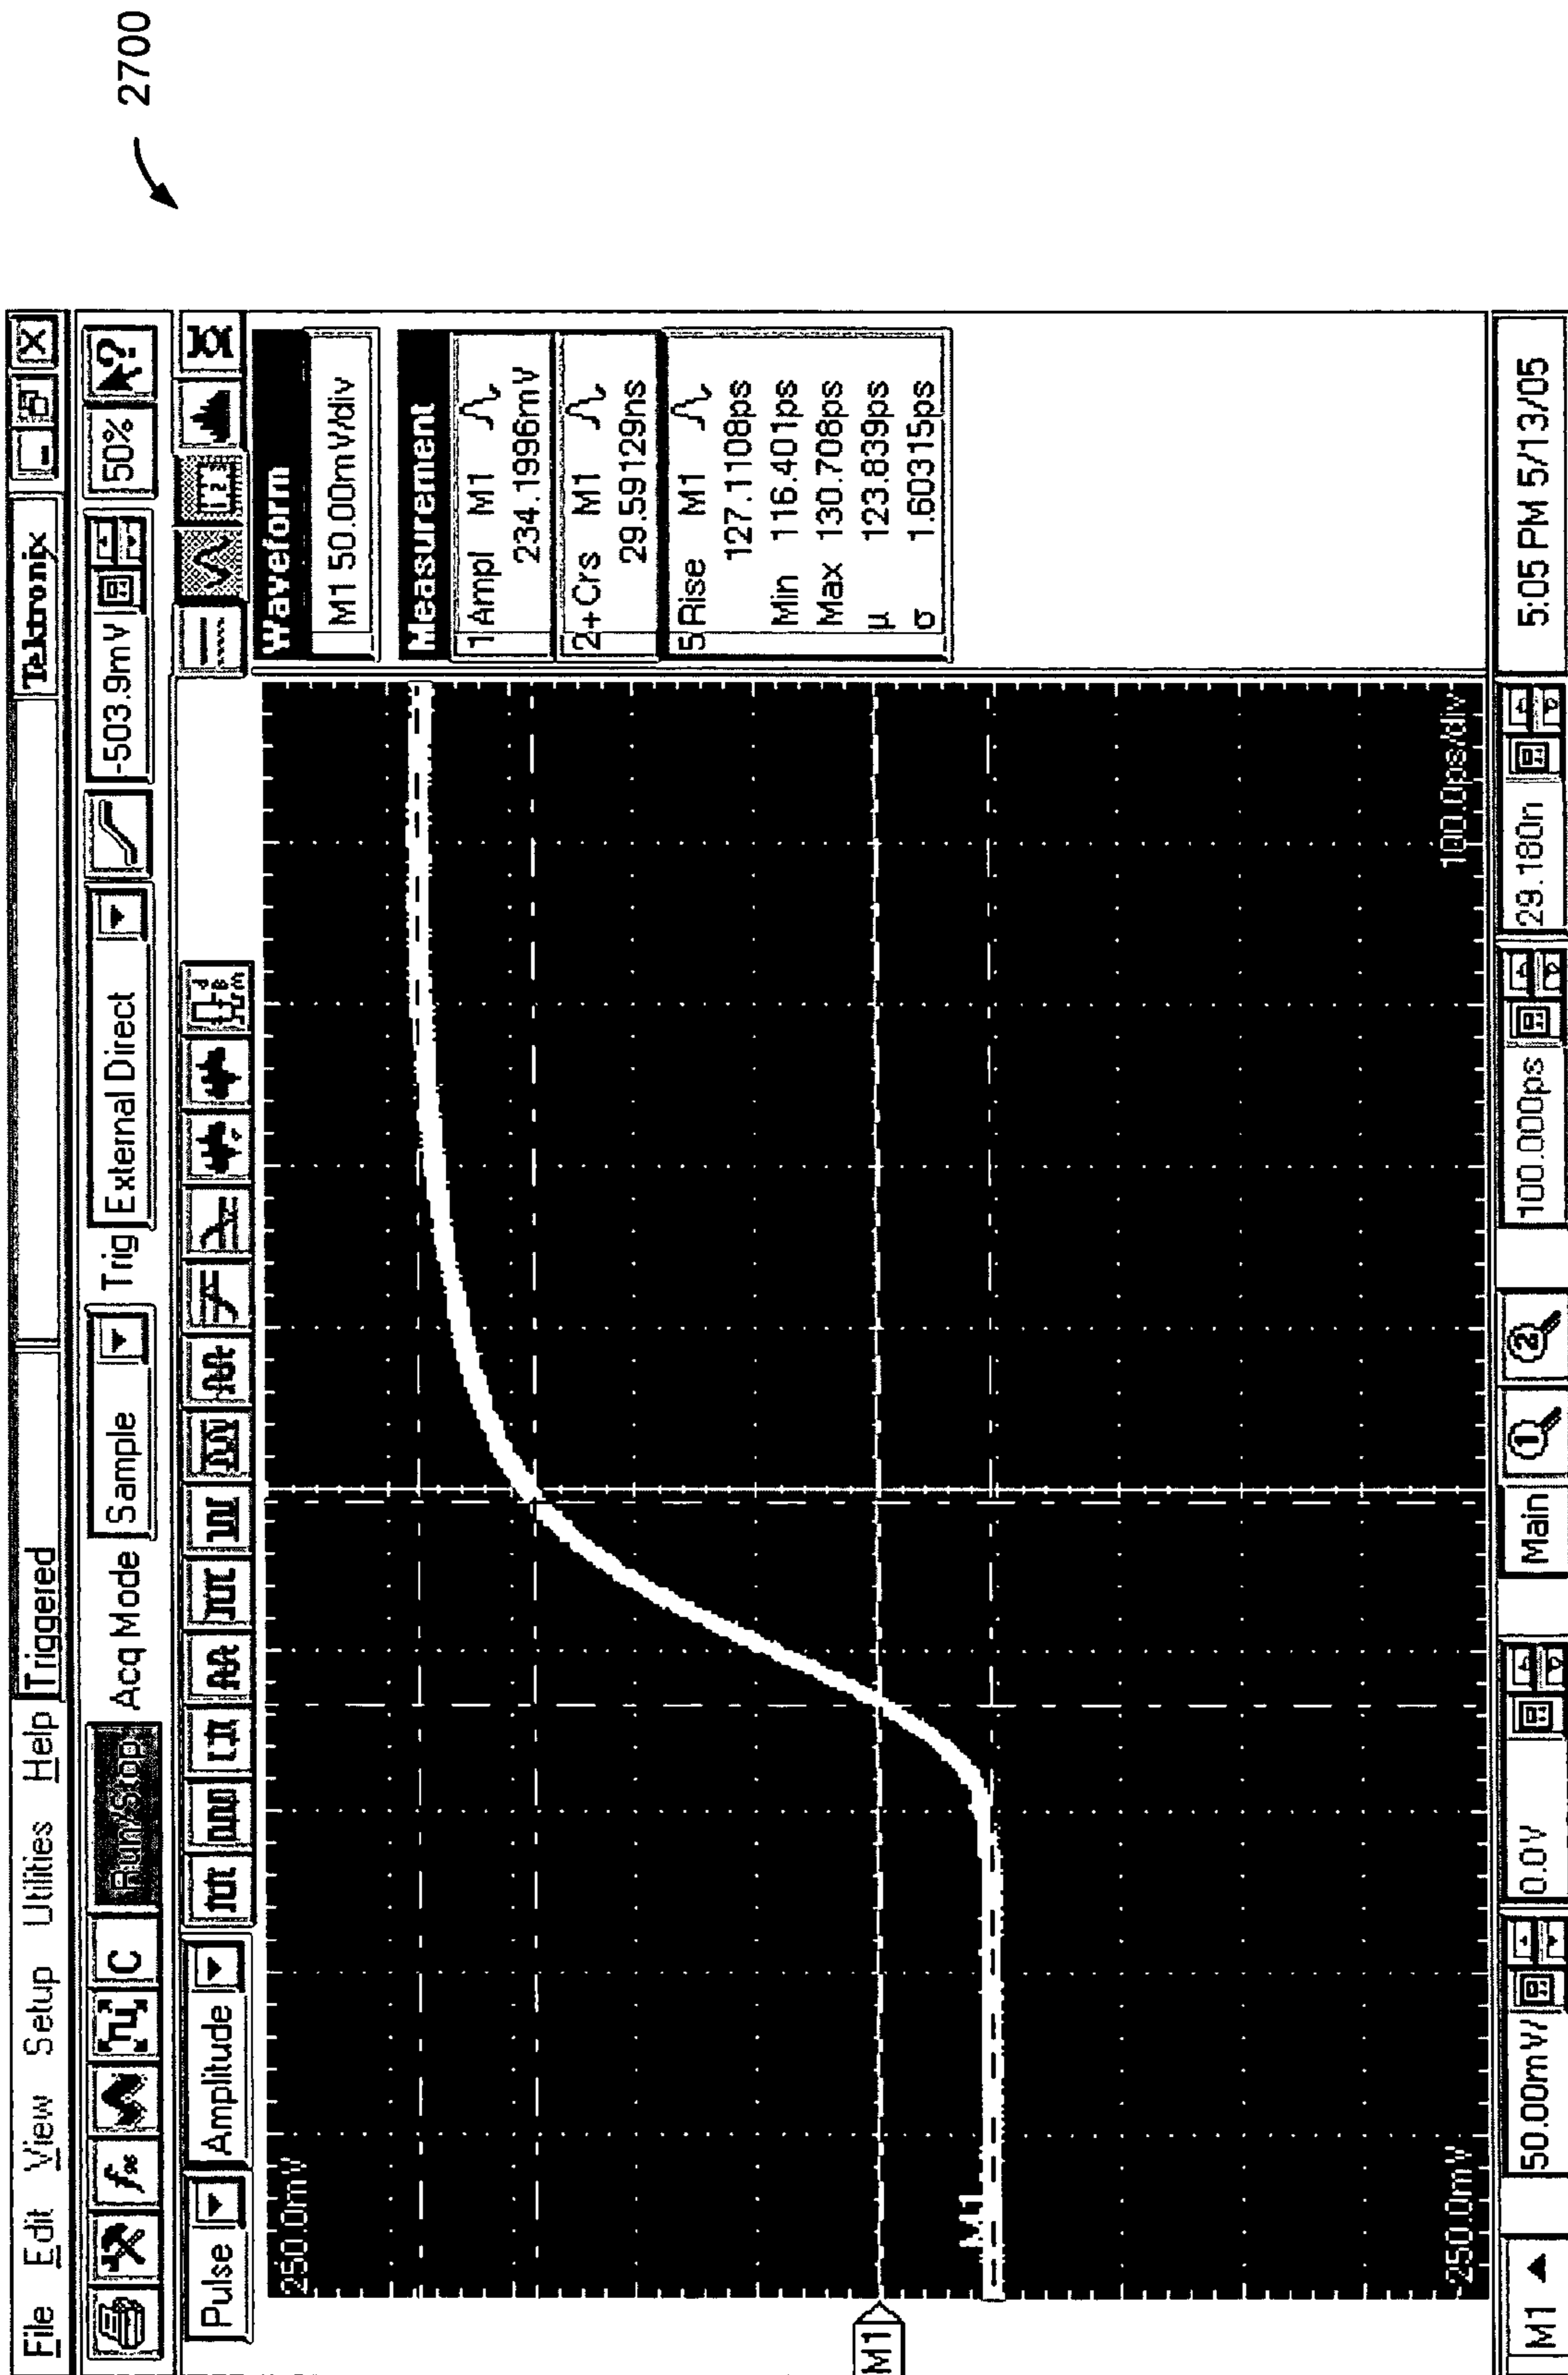 2700
File Edit View Setup Utilities Help Triggered Tektronix
C Run/Stop Acq Mode Sample Trig External Direct -503.9mV 50% ?
Pulse Amplitude
Waveform
M1 50.00mV/div
Measurement
1 Ampl M1
234.1996mV
2+Crs M1
29.59129ns
5 Rise M1
127.1108ps
Min 116.401ps
Max 130.708ps
µ 123.839ps
σ 1.60315ps
250.0mV
M1
M1
-250.0mV
100.0ps/div
M1 50.00mV/ 0.0V Main 1 2 100.000ps 29.180n 5:05 PM 5/13/05